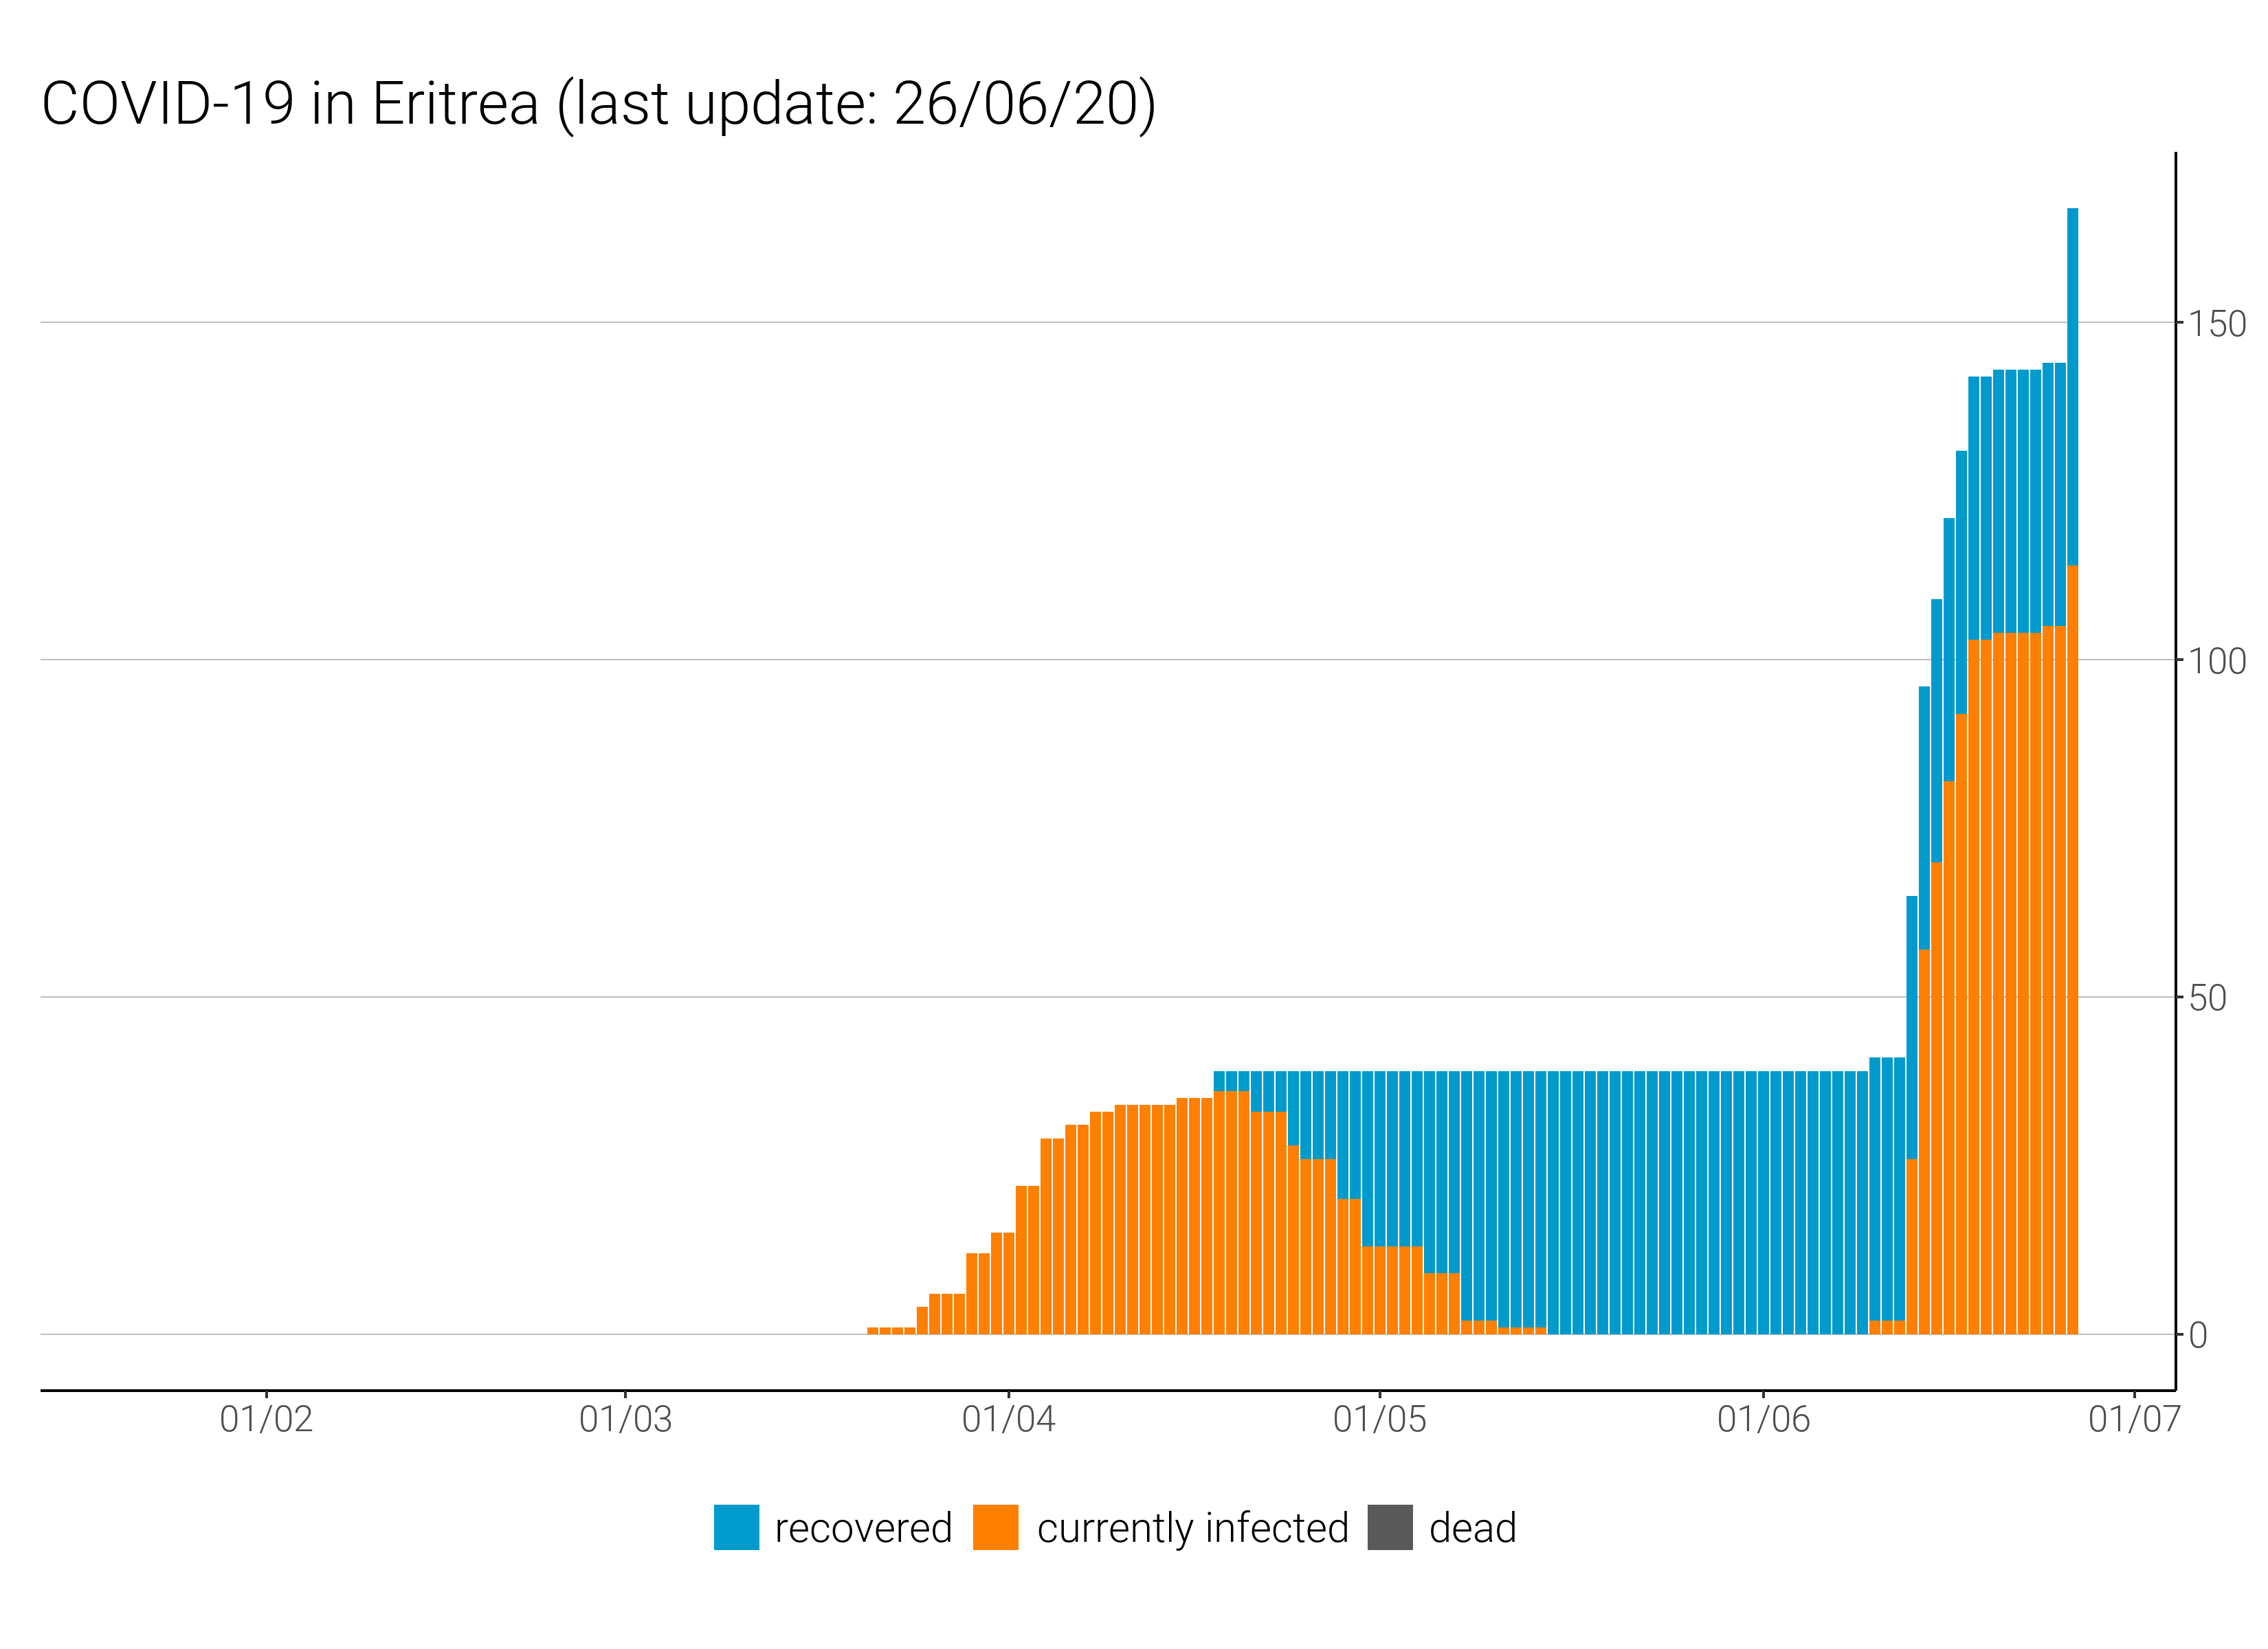 COVID-19 in Eritrea (last update: 26/06/20)
150
100
50
0
01/02 01/03 01/04 01/05 01/06 01/07
recovered currently infected dead